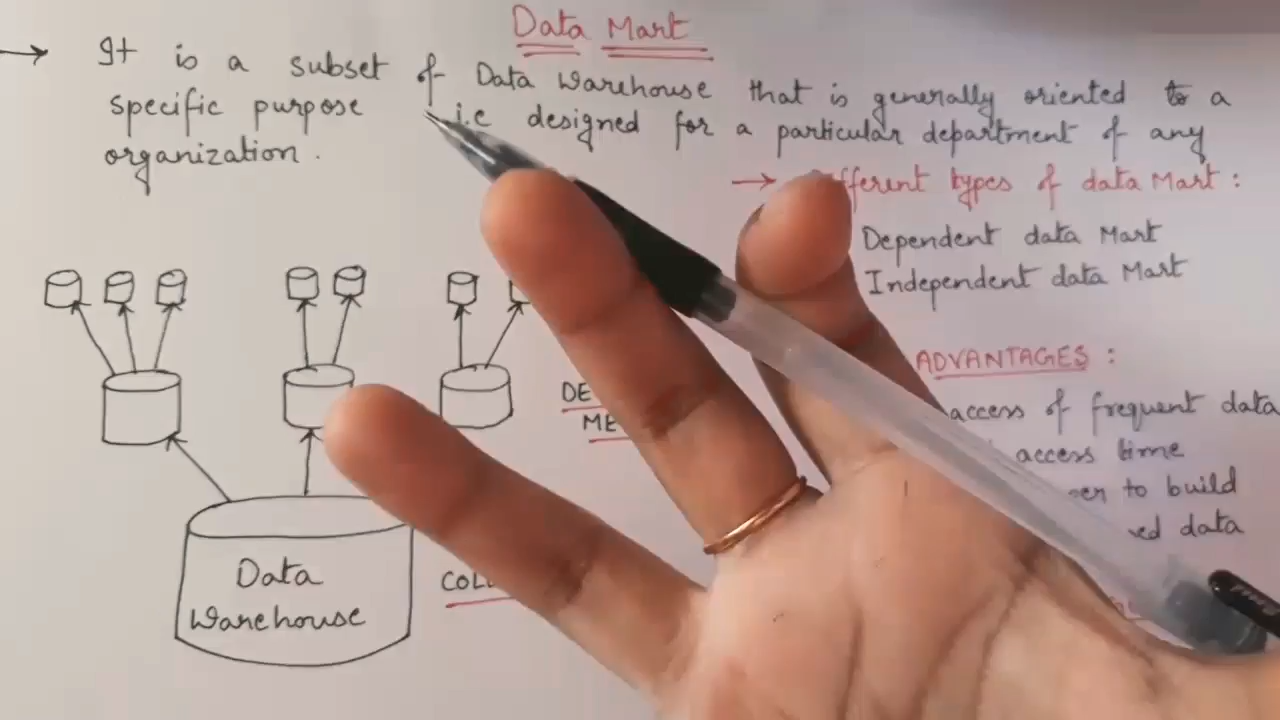 Data Mart
It is a subset of Data Warehouse that is generally oriented to a
specific purpose i.e designed for a particular department of any
organization.
types of data Mart :
Dependent data Mart
Independent data Mart
ADVANTAGES :
access of frequent data
access time
to build
data
Data
Warehouse